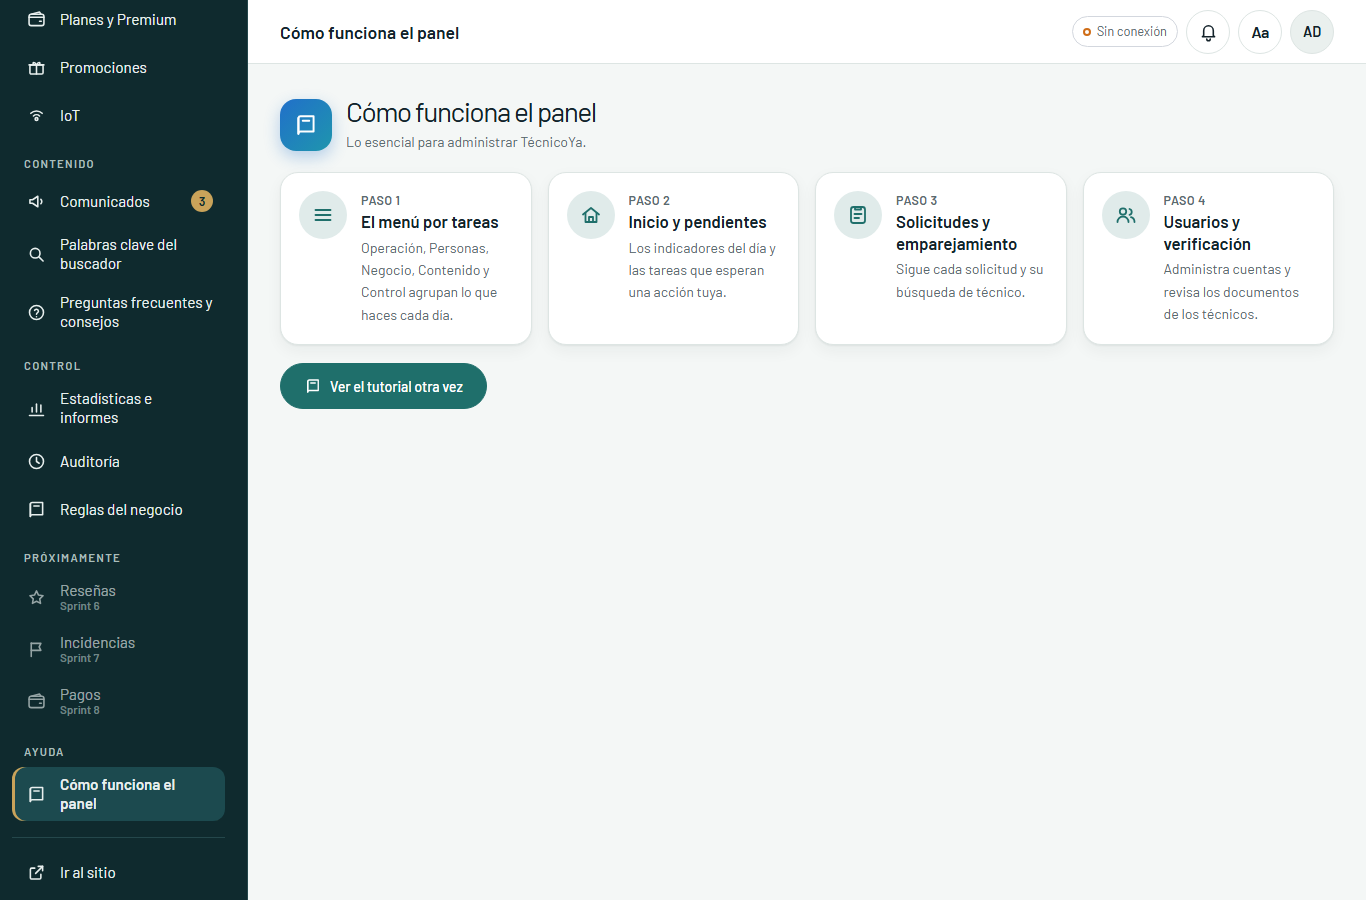 Planes y Premium
Promociones
IoT
CONTENIDO
Comunicados 3
Palabras clave del
buscador
Preguntas frecuentes y
consejos
CONTROL
Estadísticas e
informes
Auditoría
Reglas del negocio
PRÓXIMAMENTE
Reseñas
Sprint 6
Incidencias
Sprint 7
Pagos
Sprint 8
AYUDA
Cómo funciona el
panel
Ir al sitio
Cómo funciona el panel
Sin conexión
Aa
AD
Cómo funciona el panel
Lo esencial para administrar TécnicoYa.
PASO 1
El menú por tareas
Operación, Personas,
Negocio, Contenido y
Control agrupan lo que
haces cada día.
PASO 2
Inicio y pendientes
Los indicadores del día y
las tareas que esperan
una acción tuya.
PASO 3
Solicitudes y
emparejamiento
Sigue cada solicitud y su
búsqueda de técnico.
PASO 4
Usuarios y
verificación
Administra cuentas y
revisa los documentos
de los técnicos.
Ver el tutorial otra vez